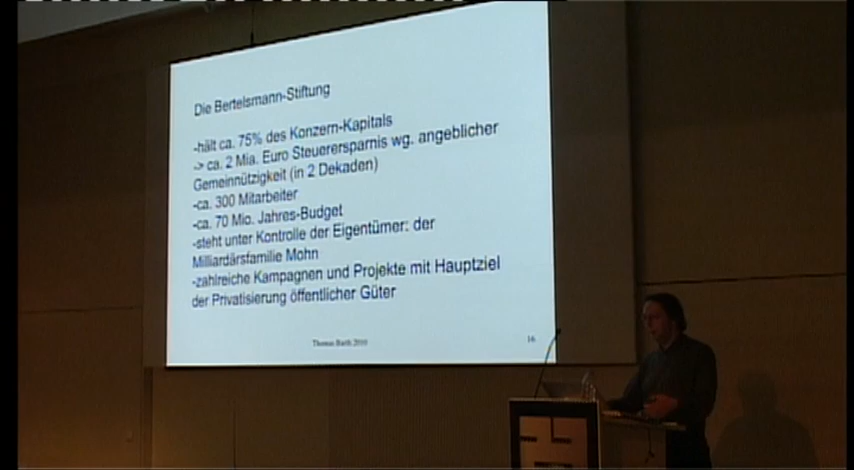 Die Bertelsmann-Stiftung
-hält ca. 75% des Konzern-Kapitals
-> ca. 2 Mia. Euro Steuerersparnis wg. angeblicher
Gemeinnützigkeit (in 2 Dekaden)
-ca. 300 Mitarbeiter
-ca. 70 Mio. Jahres-Budget
-steht unter Kontrolle der Eigentümer: der
Milliardärsfamilie Mohn
-zahlreiche Kampagnen und Projekte mit Hauptziel
der Privatisierung öffentlicher Güter
Thomas Barth 2010
16